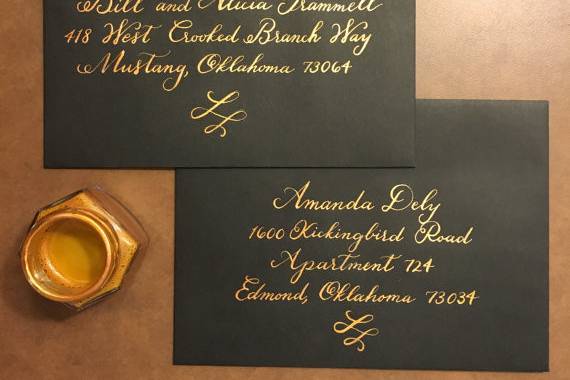 Bill and Alicia Trammell
418 West Crooked Branch Way
Mustang, Oklahoma 73064
Amanda Dely
1600 Kickingbird Road
Apartment 724
Edmond, Oklahoma 73034